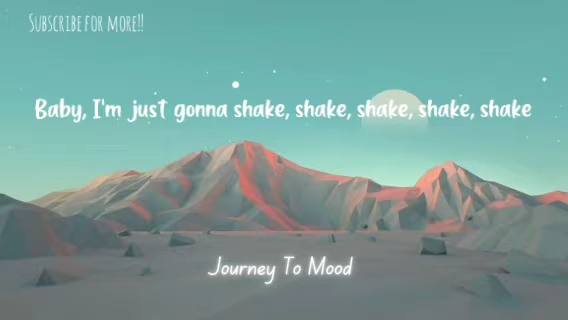 Subscribe for more!!
Baby, I'm just gonna shake, shake, shake, shake, shake
Journey To Mood